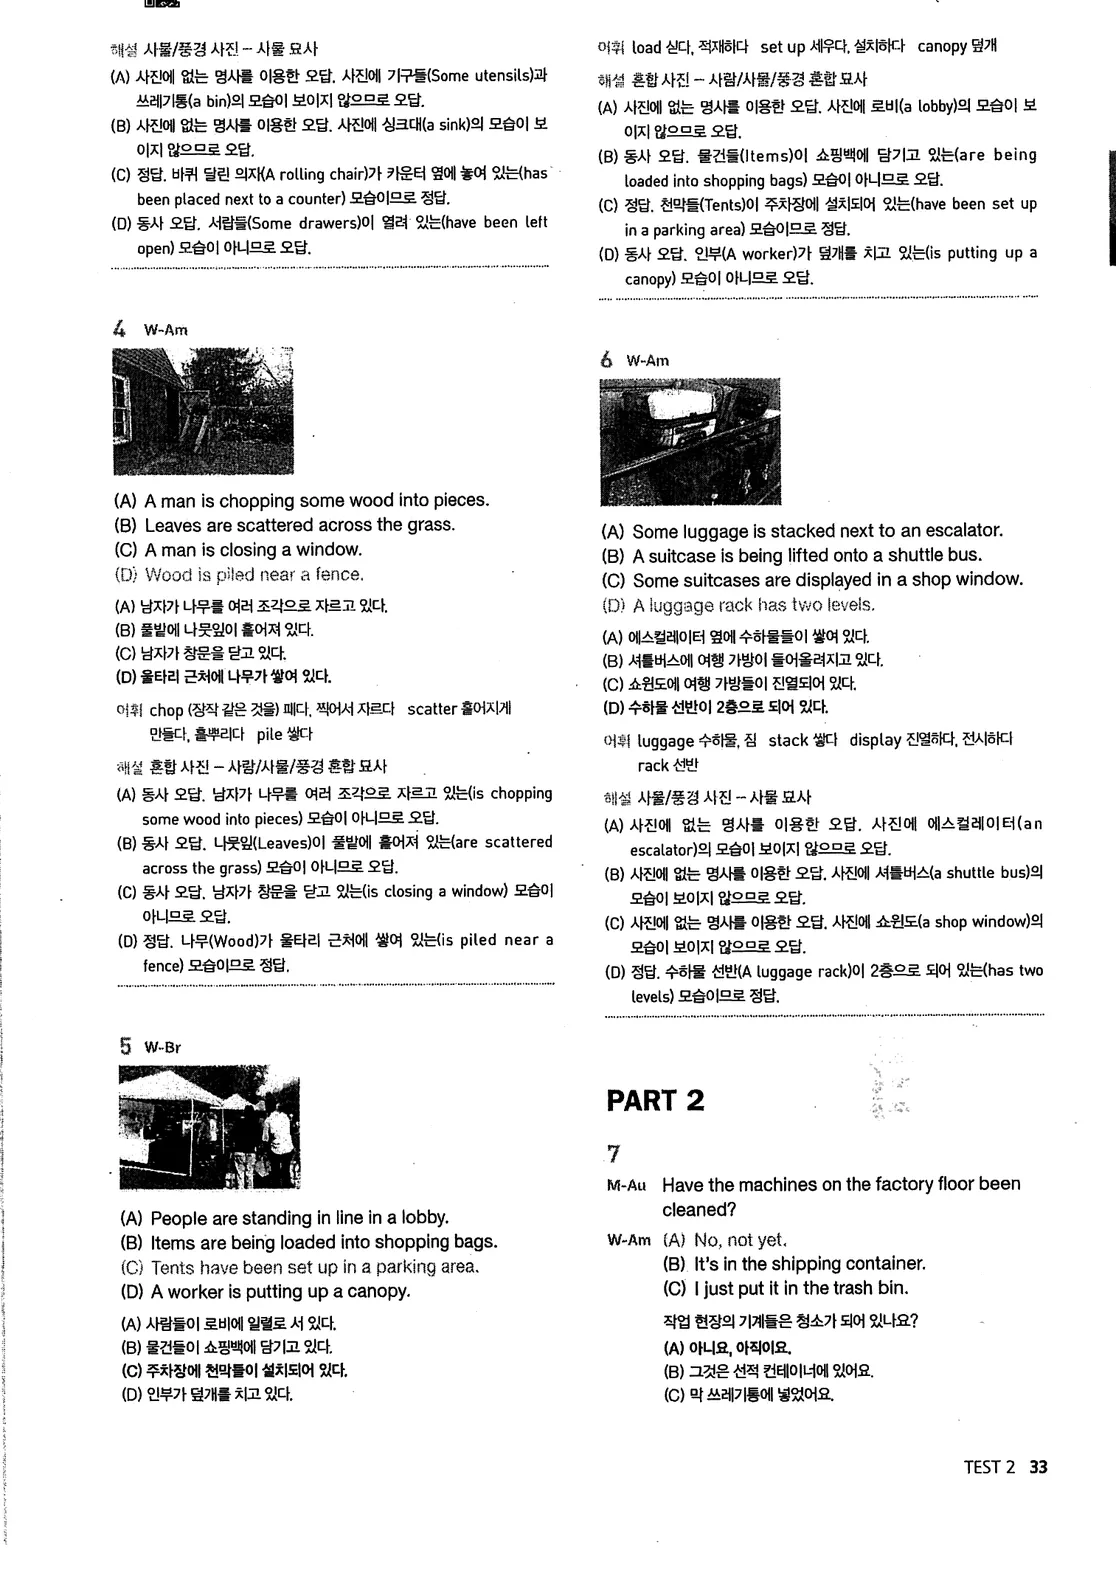 해설 사물/풍경 사진 – 사물 묘사
(A) 사진에 없는 명사를 이용한 오답. 사진에 기구들(Some utensils)과
쓰레기통(a bin)의 모습이 보이지 않으므로 오답.
(B) 사진에 없는 명사를 이용한 오답. 사진에 싱크대(a sink)의 모습이 보
이지 않으므로 오답.
(C) 정답. 바퀴 달린 의자(A rolling chair)가 카운터 옆에 놓여 있는(has
been placed next to a counter) 모습이므로 정답.
(D) 동사 오답. 서랍들(Some drawers)이 열려 있는(have been left
open) 모습이 아니므로 오답.
4 W-Am
(A) A man is chopping some wood into pieces.
(B) Leaves are scattered across the grass.
(C) A man is closing a window.
(D) Wood is piled near a fence.
(A) 남자가 나무를 여러 조각으로 자르고 있다.
(B) 풀밭에 나뭇잎이 흩어져 있다.
(C) 남자가 창문을 닫고 있다.
(D) 울타리 근처에 나무가 쌓여 있다.
어휘 chop (장작 같은 것을) 패다, 찍어서 자르다 scatter 흩어지게
만들다, 흩뿌리다 pile 쌓다
해설 혼합 사진 – 사람/사물/풍경 혼합 묘사
(A) 동사 오답. 남자가 나무를 여러 조각으로 자르고 있는(is chopping
some wood into pieces) 모습이 아니므로 오답.
(B) 동사 오답. 나뭇잎(Leaves)이 풀밭에 흩어져 있는(are scattered
across the grass) 모습이 아니므로 오답.
(C) 동사 오답. 남자가 창문을 닫고 있는(is closing a window) 모습이
아니므로 오답.
(D) 정답. 나무(Wood)가 울타리 근처에 쌓여 있는(is piled near a
fence) 모습이므로 정답.
5 W-Br
(A) People are standing in line in a lobby.
(B) Items are being loaded into shopping bags.
(C) Tents have been set up in a parking area.
(D) A worker is putting up a canopy.
(A) 사람들이 로비에 일렬로 서 있다.
(B) 물건들이 쇼핑백에 담기고 있다.
(C) 주차장에 천막들이 설치되어 있다.
(D) 인부가 덮개를 치고 있다.
어휘 load 싣다, 적재하다 set up 세우다, 설치하다 canopy 덮개
해설 혼합 사진 – 사람/사물/풍경 혼합 묘사
(A) 사진에 없는 명사를 이용한 오답. 사진에 로비(a lobby)의 모습이 보
이지 않으므로 오답.
(B) 동사 오답. 물건들(Items)이 쇼핑백에 담기고 있는(are being
loaded into shopping bags) 모습이 아니므로 오답.
(C) 정답. 천막들(Tents)이 주차장에 설치되어 있는(have been set up
in a parking area) 모습이므로 정답.
(D) 동사 오답. 인부(A worker)가 덮개를 치고 있는(is putting up a
canopy) 모습이 아니므로 오답.
6 W-Am
(A) Some luggage is stacked next to an escalator.
(B) A suitcase is being lifted onto a shuttle bus.
(C) Some suitcases are displayed in a shop window.
(D) A luggage rack has two levels.
(A) 에스컬레이터 옆에 수하물들이 쌓여 있다.
(B) 셔틀버스에 여행 가방이 들어올려지고 있다.
(C) 쇼윈도에 여행 가방들이 진열되어 있다.
(D) 수하물 선반이 2층으로 되어 있다.
어휘 luggage 수하물, 짐 stack 쌓다 display 진열하다, 전시하다
rack 선반
해설 사물/풍경 사진 – 사물 묘사
(A) 사진에 없는 명사를 이용한 오답. 사진에 에스컬레이터(an
escalator)의 모습이 보이지 않으므로 오답.
(B) 사진에 없는 명사를 이용한 오답. 사진에 셔틀버스(a shuttle bus)의
모습이 보이지 않으므로 오답.
(C) 사진에 없는 명사를 이용한 오답. 사진에 쇼윈도(a shop window)의
모습이 보이지 않으므로 오답.
(D) 정답. 수하물 선반(A luggage rack)이 2층으로 되어 있는(has two
levels) 모습이므로 정답.
PART 2
7
M-Au Have the machines on the factory floor been
cleaned?
W-Am (A) No, not yet.
(B) It's in the shipping container.
(C) I just put it in the trash bin.
작업 현장의 기계들은 청소가 되어 있나요?
(A) 아니요, 아직이요.
(B) 그것은 선적 컨테이너에 있어요.
(C) 막 쓰레기통에 넣었어요.
TEST 2 33